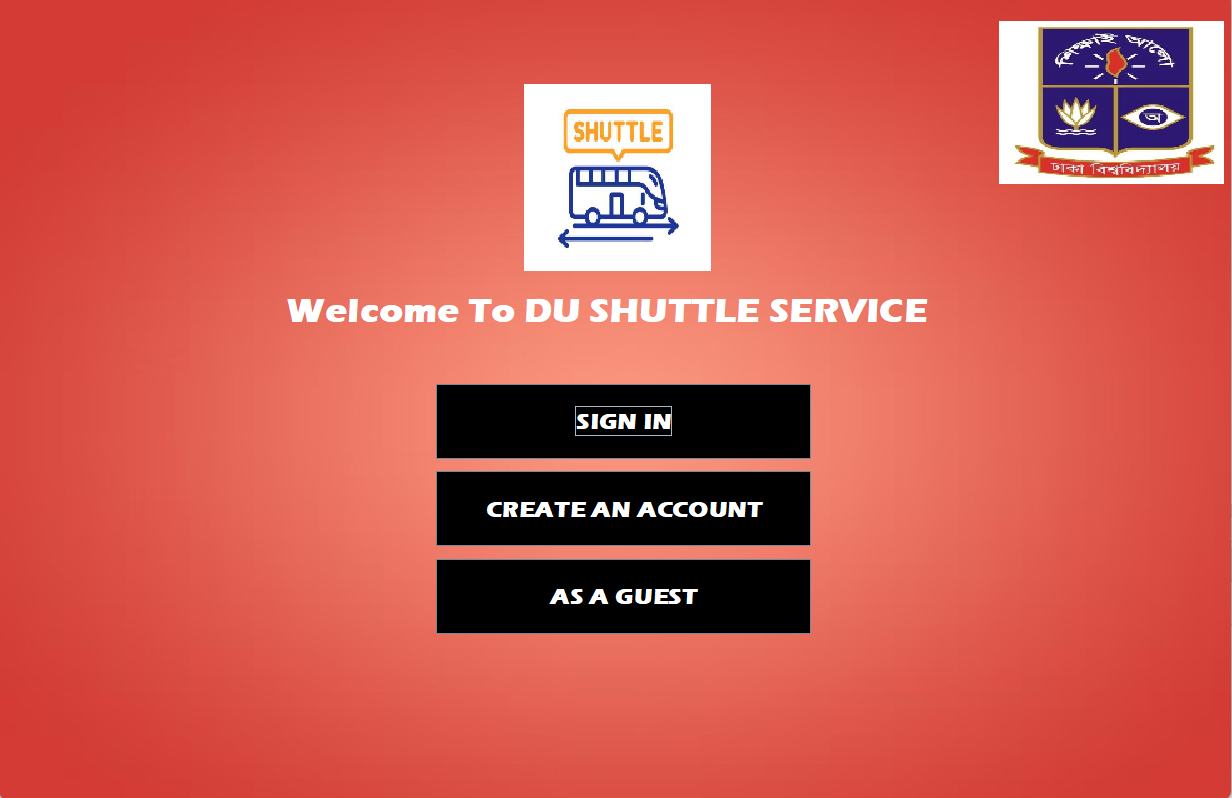 শিক্ষাই আলো
SHUTTLE
অ
ঢাকা বিশ্ববিদ্যালয়
Welcome To DU SHUTTLE SERVICE
SIGN IN
CREATE AN ACCOUNT
AS A GUEST